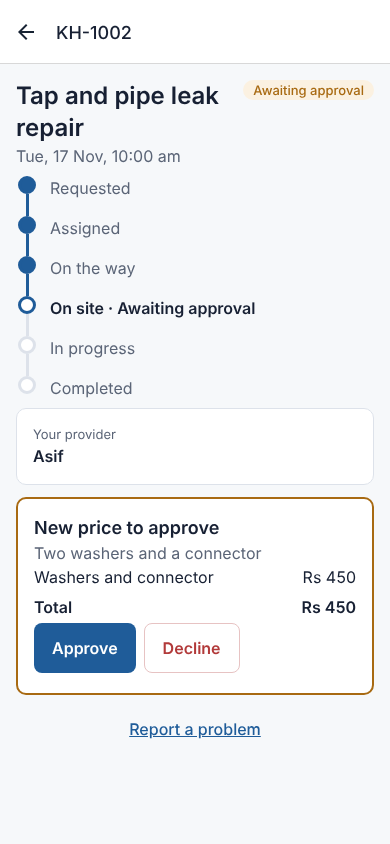 KH-1002
Tap and pipe leak
repair
Awaiting approval
Tue, 17 Nov, 10:00 am
Requested
Assigned
On the way
On site · Awaiting approval
In progress
Completed
Your provider
Asif
New price to approve
Two washers and a connector
Washers and connector Rs 450
Total Rs 450
Approve Decline
Report a problem